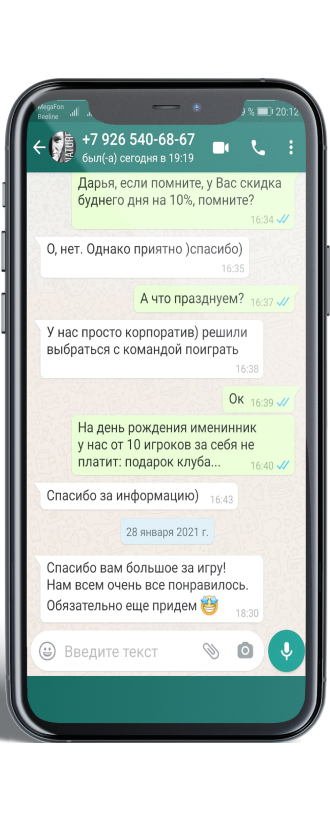 MegaFon
Beeline
9 % 20:12
+7 926 540-68-67
был(-а) сегодня в 19:19
Дарья, если помните, у Вас скидка
буднего дня на 10%, помните?
16:34
О, нет. Однако приятно )спасибо)
16:35
А что празднуем? 16:37
У нас просто корпоратив) решили
выбраться с командой поиграть
16:38
Ок 16:39
На день рождения именинник
у нас от 10 игроков за себя не
платит: подарок клуба... 16:40
Спасибо за информацию) 16:43
28 января 2021 г.
Спасибо вам большое за игру!
Нам всем очень все понравилось.
Обязательно еще придем 🤩 18:30
Введите текст